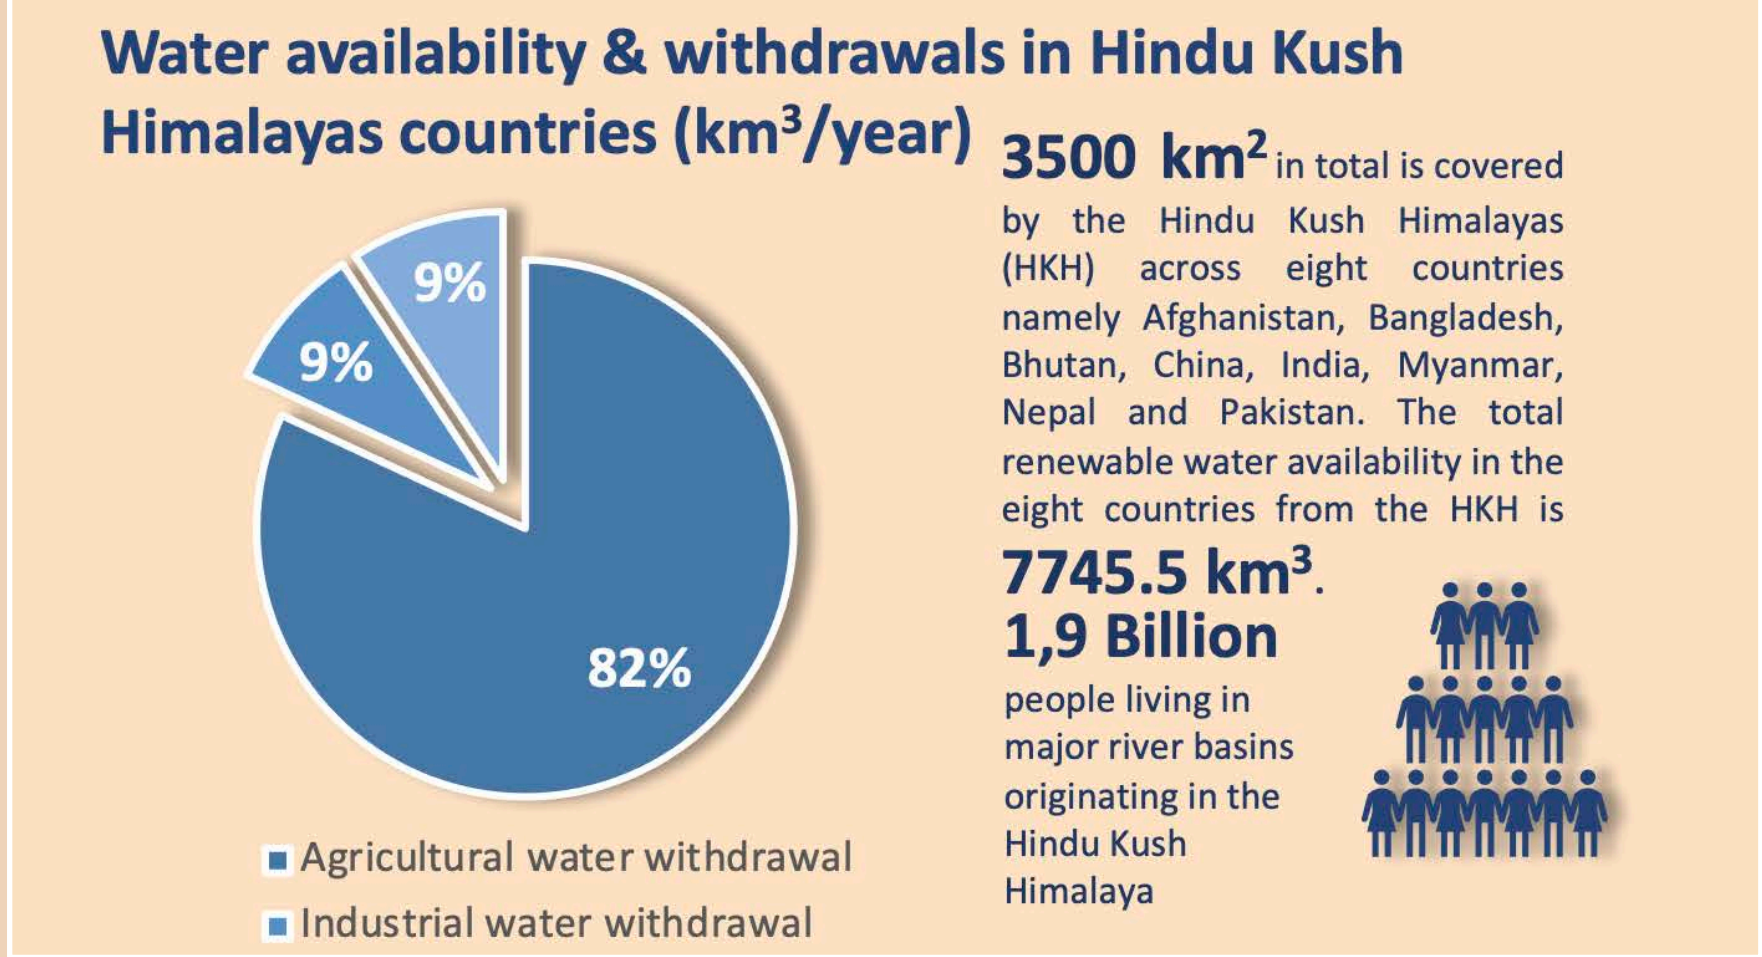 Water availability & withdrawals in Hindu Kush
Himalayas countries (km³/year)
9%
9%
82%
Agricultural water withdrawal
Industrial water withdrawal
3500 km² in total is covered
by the Hindu Kush Himalayas
(HKH) across eight countries
namely Afghanistan, Bangladesh,
Bhutan, China, India, Myanmar,
Nepal and Pakistan. The total
renewable water availability in the
eight countries from the HKH is
7745.5 km³.
1,9 Billion
people living in
major river basins
originating in the
Hindu Kush
Himalaya